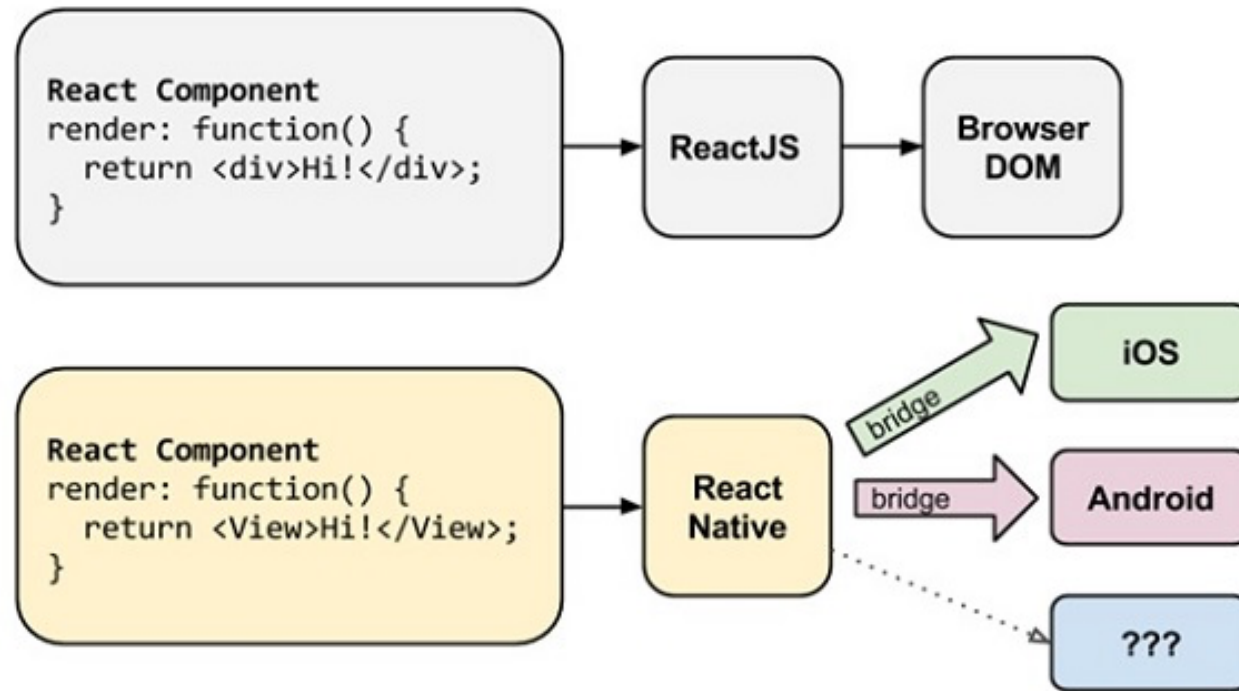 React Component
render: function() {
  return <div>Hi!</div>;
}
ReactJS
Browser
DOM
React Component
render: function() {
  return <View>Hi!</View>;
}
React
Native
bridge
iOS
bridge
Android
???